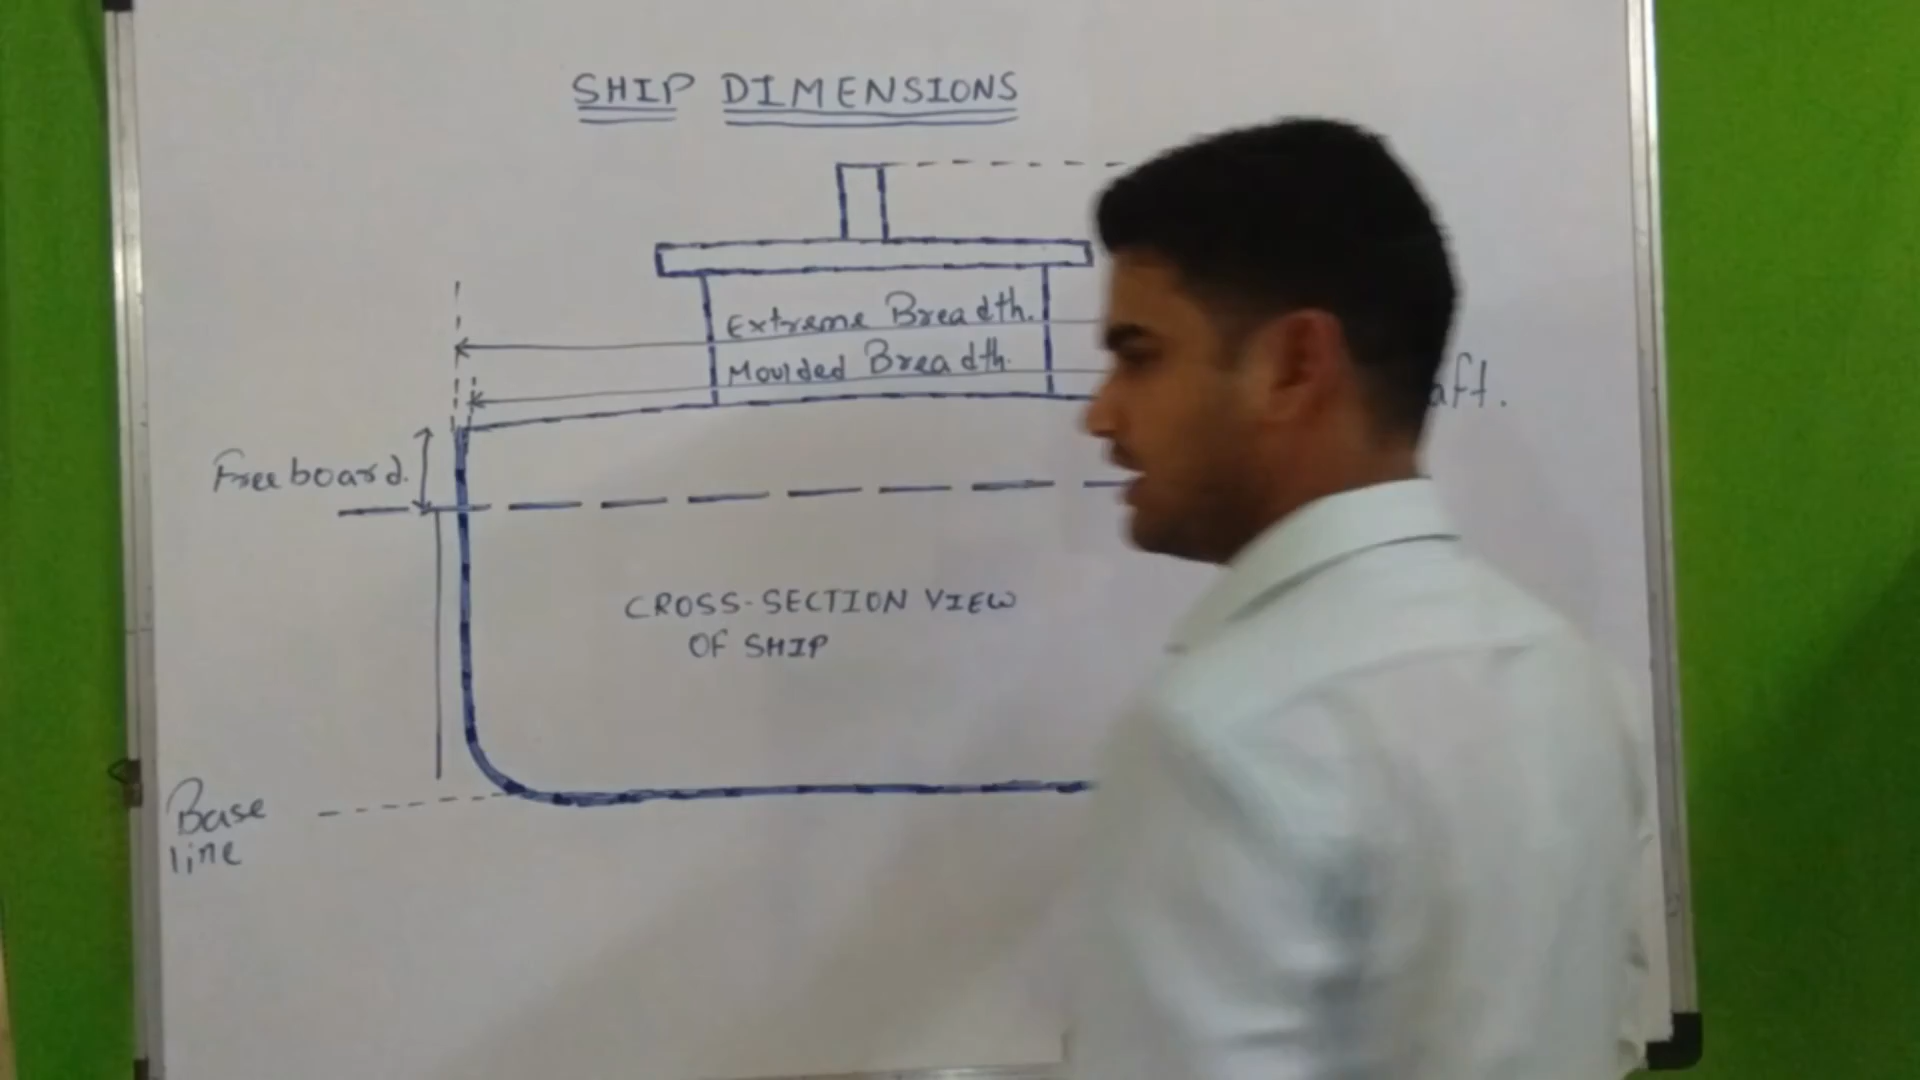 SHIP DIMENSIONS
Extreme Breadth.
Moulded Breadth.
aft.
Freeboard.
CROSS-SECTION VIEW
OF SHIP
Base
line